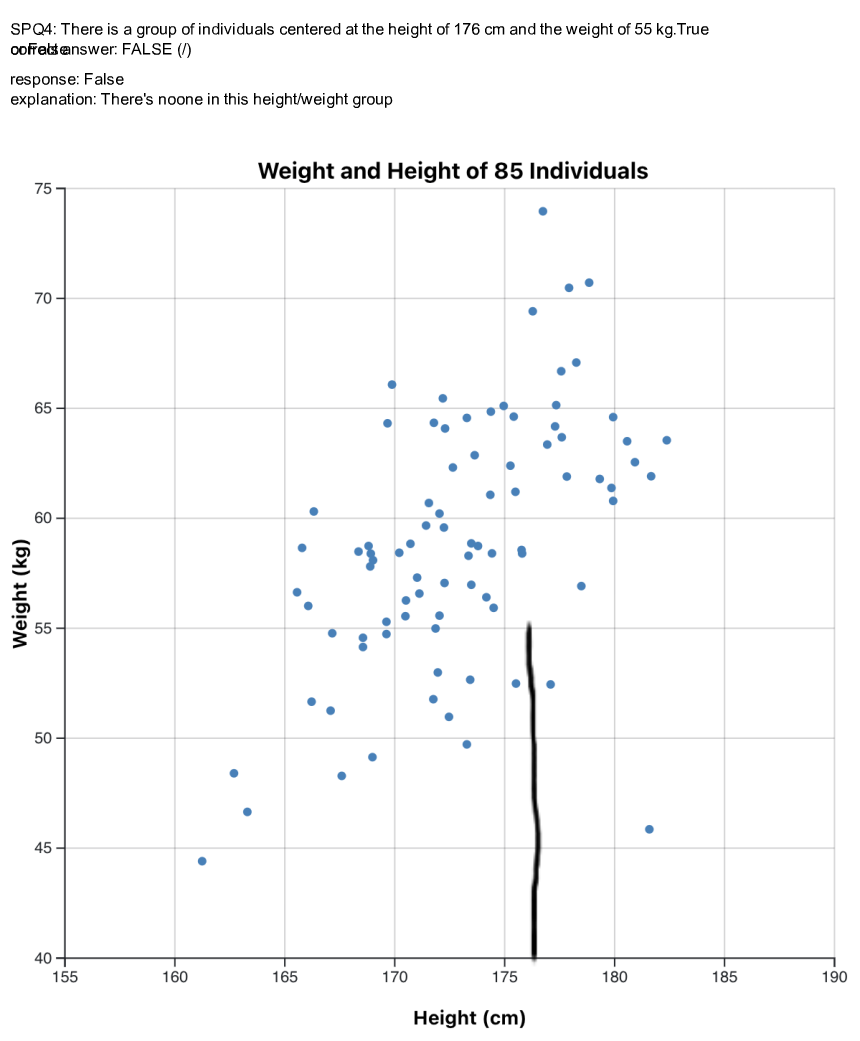 SPQ4: There is a group of individuals centered at the height of 176 cm and the weight of 55 kg.True
or False
correct answer: FALSE (/)
response: False
explanation: There's noone in this height/weight group
Weight and Height of 85 Individuals
75
70
65
60
55
50
45
40
Weight (kg)
155 160 165 170 175 180 185 190
Height (cm)